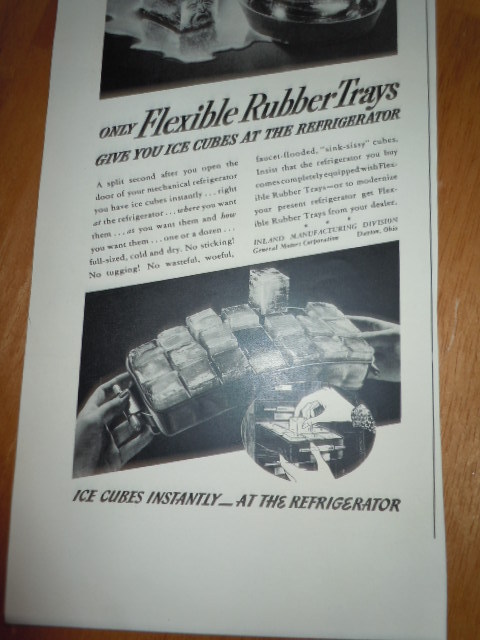 ONLY Flexible Rubber Trays
GIVE YOU ICE CUBES AT THE REFRIGERATOR
A split second after you open the
door of your mechanical refrigerator
you have ice cubes instantly . . . right
at the refrigerator . . . where you want
them . . . as you want them and how
you want them . . . one or a dozen . . .
full-sized, cold and dry. No sticking!
No tugging! No wasteful, woeful,
faucet-flooded, "sink-sissy" cubes.
Insist that the refrigerator you buy
comes completely equipped with Flex-
ible Rubber Trays—or to modernize
your present refrigerator get Flex-
ible Rubber Trays from your dealer.
* * *
INLAND MANUFACTURING DIVISION
General Motors Corporation Dayton, Ohio
ICE CUBES INSTANTLY—AT THE REFRIGERATOR